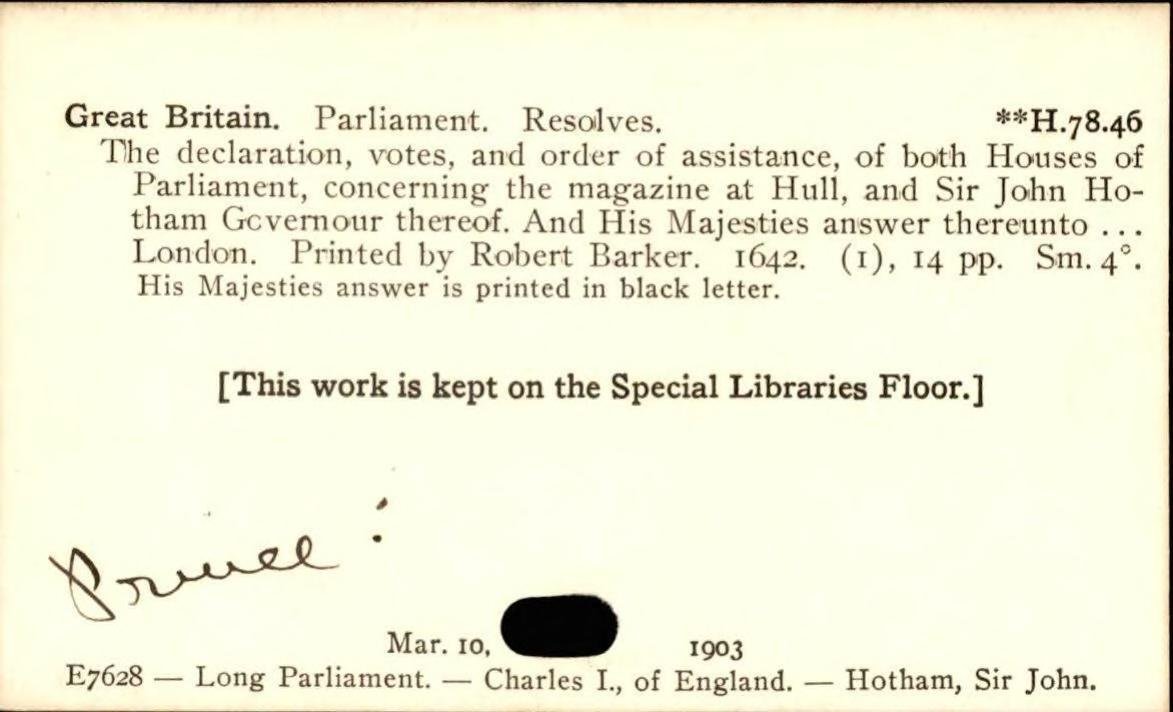 Great Britain. Parliament. Resolves. **H.78.46
The declaration, votes, and order of assistance, of both Houses of
Parliament, concerning the magazine at Hull, and Sir John Ho-
tham Gcvernour thereof. And His Majesties answer thereunto ...
London. Printed by Robert Barker. 1642. (1), 14 pp. Sm. 4°.
His Majesties answer is printed in black letter.
[This work is kept on the Special Libraries Floor.]
Mar. 10, 1903
E7628 — Long Parliament. — Charles I., of England. — Hotham, Sir John.